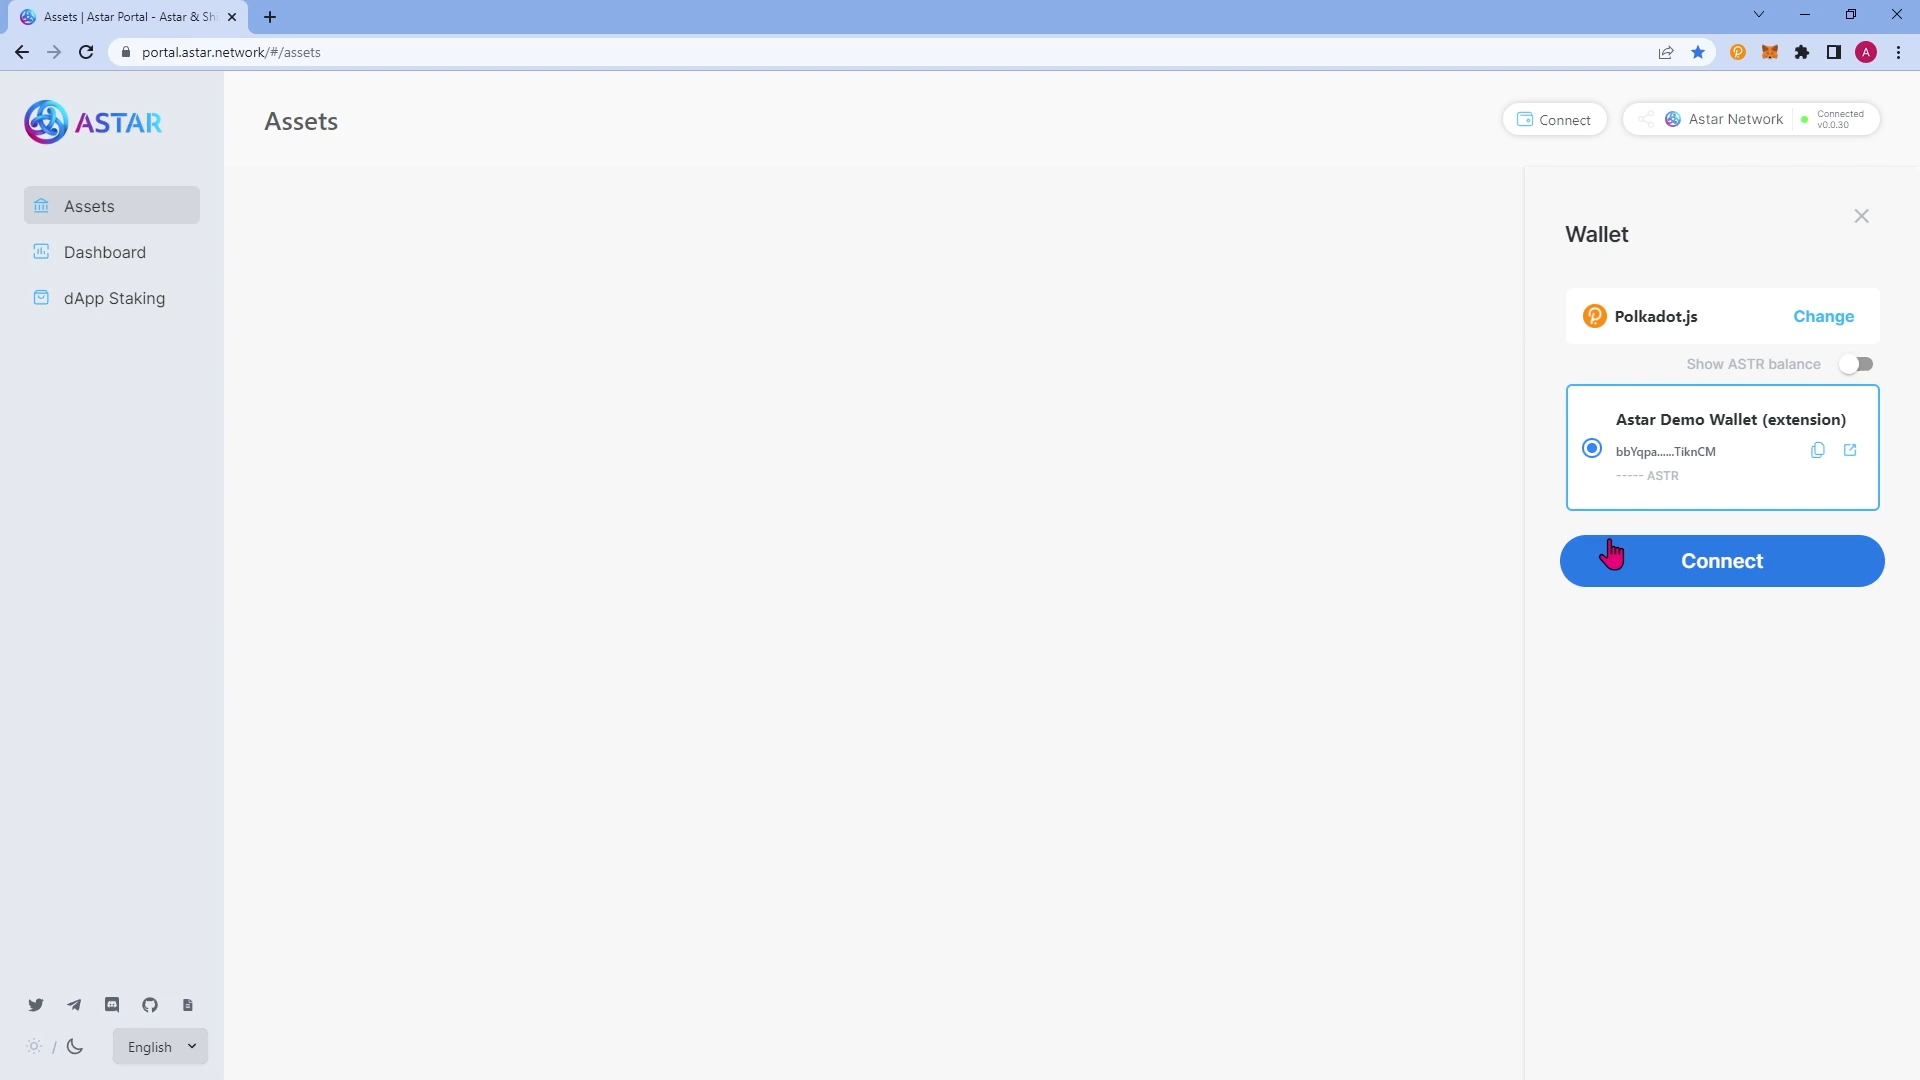 Assets | Astar Portal - Astar & Shi
portal.astar.network/#/assets
A
ASTAR
Assets
Connect
Astar Network
Connected
v0.0.30
Assets
Dashboard
dApp Staking
Wallet
Polkadot.js
Change
Show ASTR balance
Astar Demo Wallet (extension)
bbYqpa......TiknCM
----- ASTR
Connect
/
English